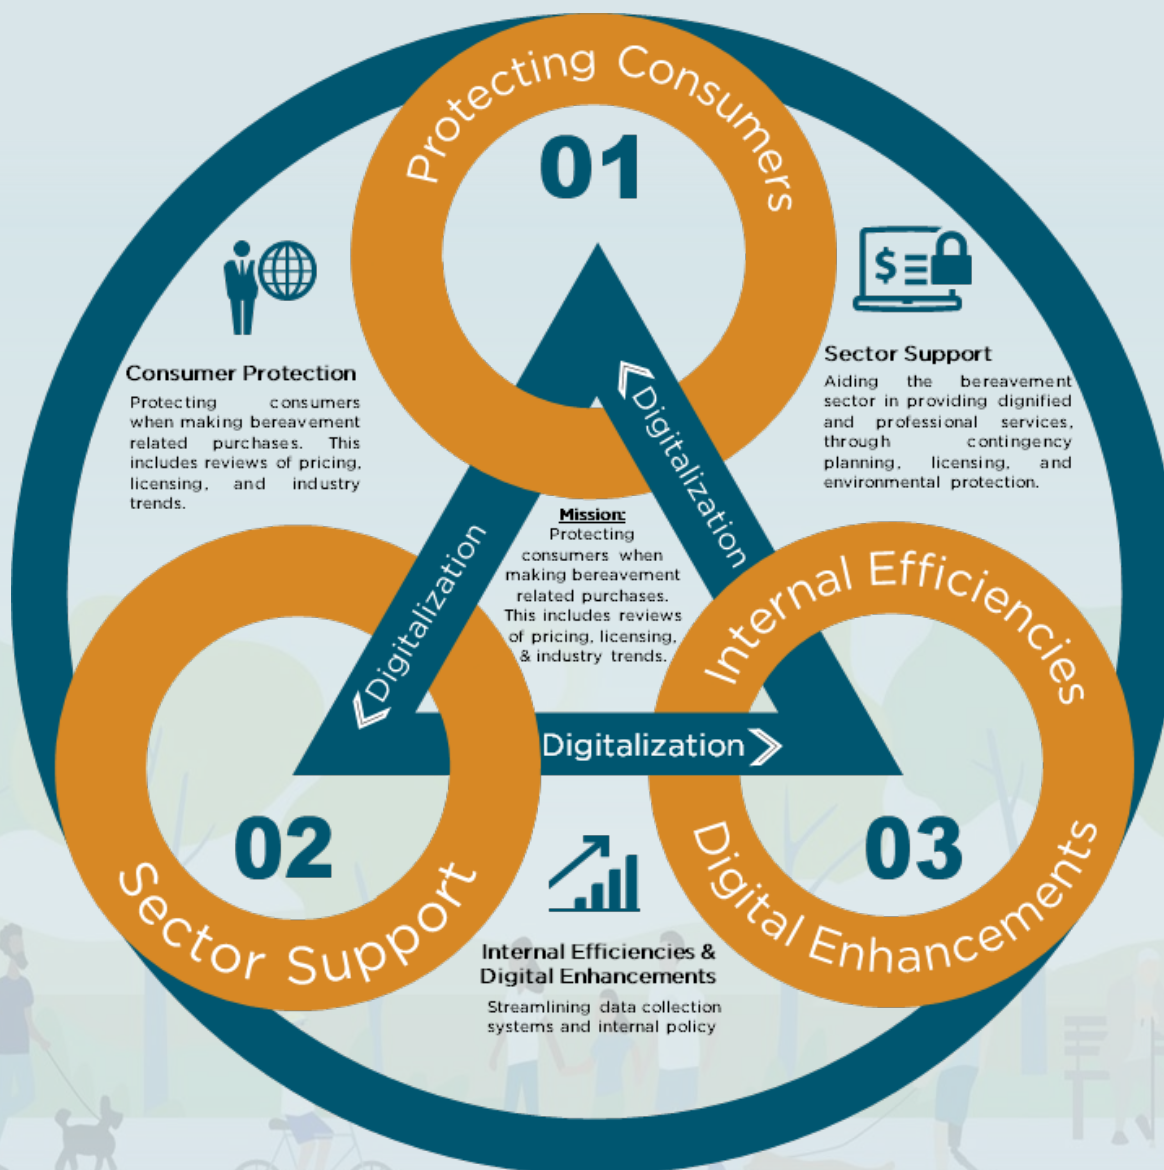 Protecting Consumers
01
Consumer Protection
Protecting consumers
when making bereavement
related purchases. This
includes reviews of pricing,
licensing, and industry
trends.
$
Sector Support
Aiding the bereavement
sector in providing dignified
and professional services,
through contingency
planning, licensing, and
environmental protection.
Digitalization
Digitalization
Mission:
Protecting
consumers when
making bereavement
related purchases.
This includes reviews
of pricing, licensing,
& industry trends.
Digitalization
02
Sector Support
Internal Efficiencies
03
Digital Enhancements
Internal Efficiencies &
Digital Enhancements
Streamlining data collection
systems and internal policy